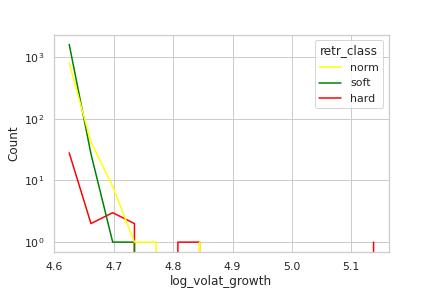 retr_class
norm
soft
hard
10³
10²
10¹
10⁰
Count
4.6 4.7 4.8 4.9 5.0 5.1
log_volat_growth